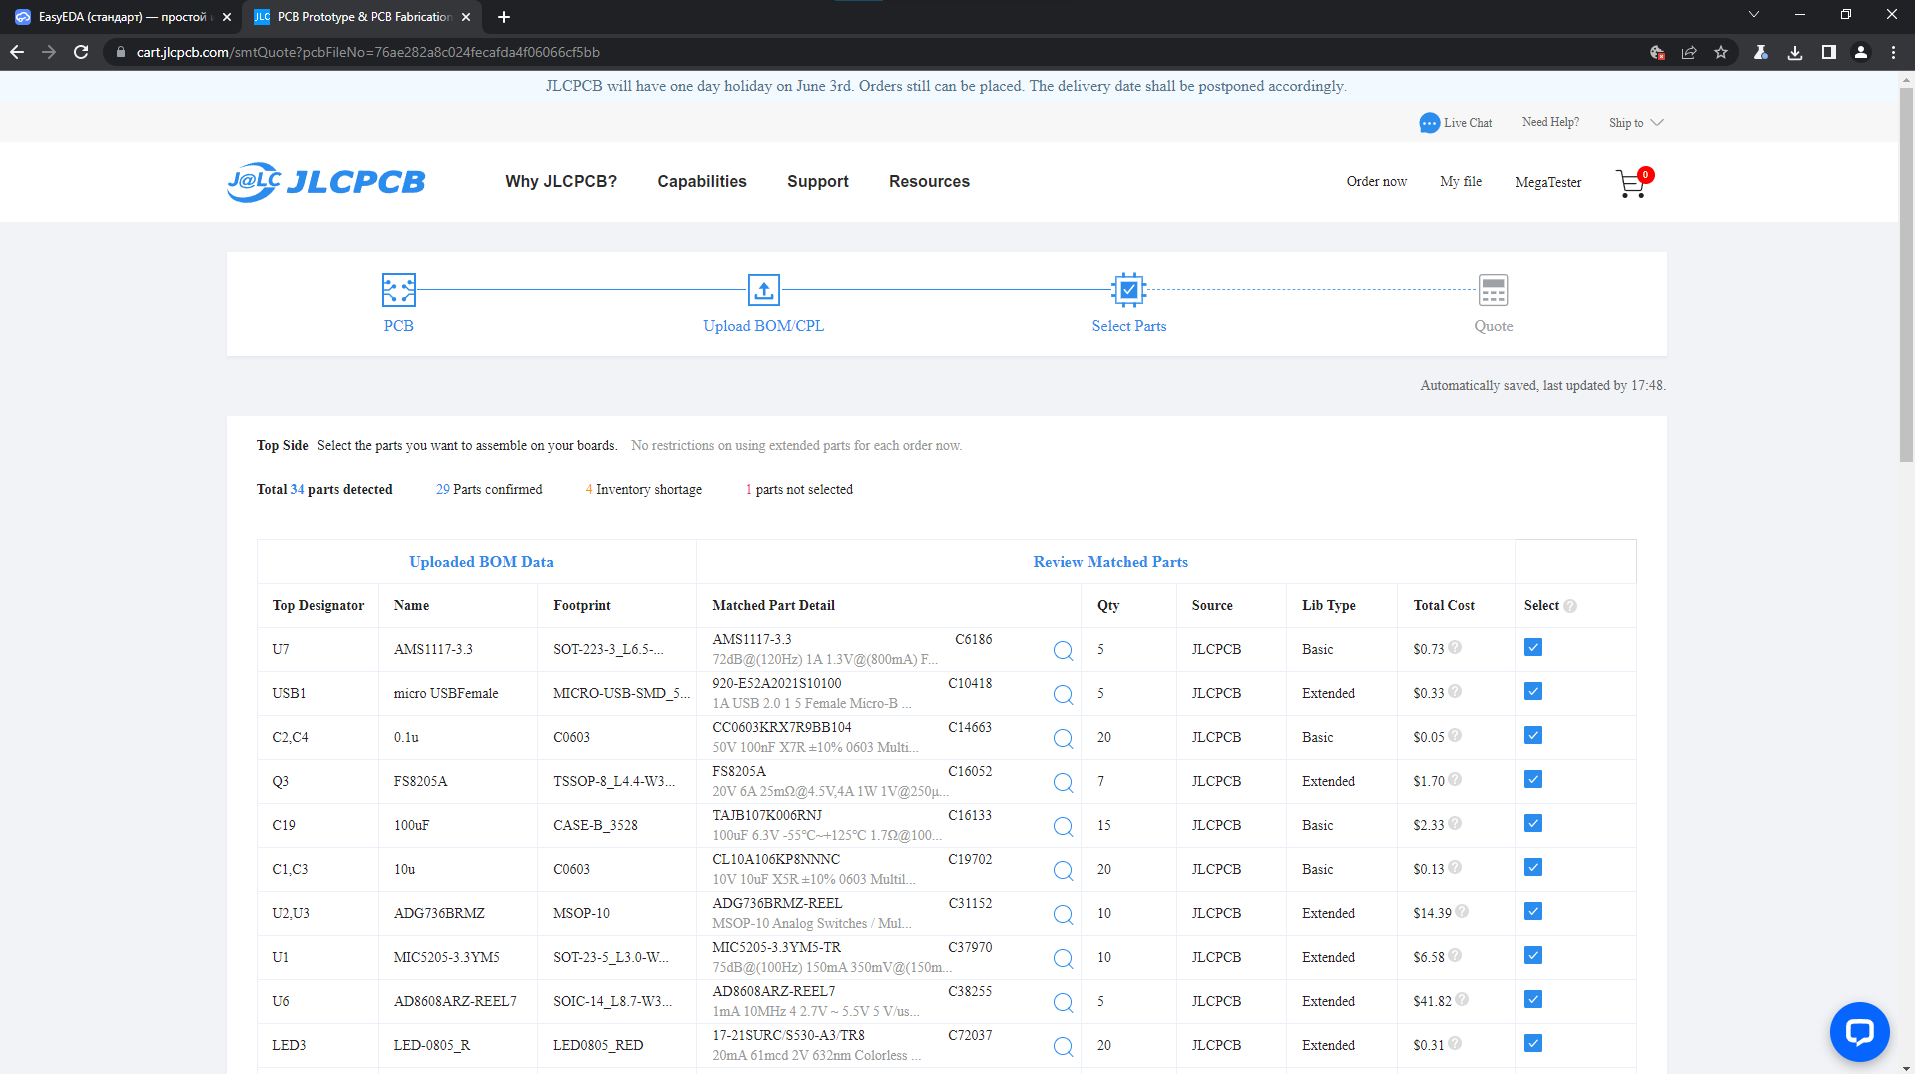 EasyEDA (стандарт) — простой
JLC PCB Prototype & PCB Fabrication
cart.jlcpcb.com/smtQuote?pcbFileNo=76ae282a8c024fecafda4f06066cf5bb
JLCPCB will have one day holiday on June 3rd. Orders still can be placed. The delivery date shall be postponed accordingly.
Live Chat Need Help? Ship to
J@LC JLCPCB Why JLCPCB? Capabilities Support Resources Order now My file MegaTester 0
PCB Upload BOM/CPL Select Parts Quote
Automatically saved, last updated by 17:48.
Top Side Select the parts you want to assemble on your boards. No restrictions on using extended parts for each order now.
Total 34 parts detected 29 Parts confirmed 4 Inventory shortage 1 parts not selected
Uploaded BOM Data Review Matched Parts
Top Designator Name Footprint Matched Part Detail Qty Source Lib Type Total Cost Select ?
U7 AMS1117-3.3 SOT-223-3_L6.5-... AMS1117-3.3 C6186 5 JLCPCB Basic $0.73 ?
72dB@(120Hz) 1A 1.3V@(800mA) F...
USB1 micro USBFemale MICRO-USB-SMD_5... 920-E52A2021S10100 C10418 5 JLCPCB Extended $0.33 ?
1A USB 2.0 1 5 Female Micro-B ...
C2,C4 0.1u C0603 CC0603KRX7R9BB104 C14663 20 JLCPCB Basic $0.05 ?
50V 100nF X7R ±10% 0603 Multi...
Q3 FS8205A TSSOP-8_L4.4-W3... FS8205A C16052 7 JLCPCB Extended $1.70 ?
20V 6A 25mΩ@4.5V,4A 1W 1V@250μ...
C19 100uF CASE-B_3528 TAJB107K006RNJ C16133 15 JLCPCB Basic $2.33 ?
100uF 6.3V -55℃~+125℃ 1.7Ω@100...
C1,C3 10u C0603 CL10A106KP8NNNC C19702 20 JLCPCB Basic $0.13 ?
10V 10uF X5R ±10% 0603 Multil...
U2,U3 ADG736BRMZ MSOP-10 ADG736BRMZ-REEL C31152 10 JLCPCB Extended $14.39 ?
MSOP-10 Analog Switches / Mul...
U1 MIC5205-3.3YM5 SOT-23-5_L3.0-W... MIC5205-3.3YM5-TR C37970 10 JLCPCB Extended $6.58 ?
75dB@(100Hz) 150mA 350mV@(150m...
U6 AD8608ARZ-REEL7 SOIC-14_L8.7-W3... AD8608ARZ-REEL7 C38255 5 JLCPCB Extended $41.82 ?
1mA 10MHz 4 2.7V ~ 5.5V 5 V/us...
LED3 LED-0805_R LED0805_RED 17-21SURC/S530-A3/TR8 C72037 20 JLCPCB Extended $0.31 ?
20mA 61mcd 2V 632nm Colorless ...